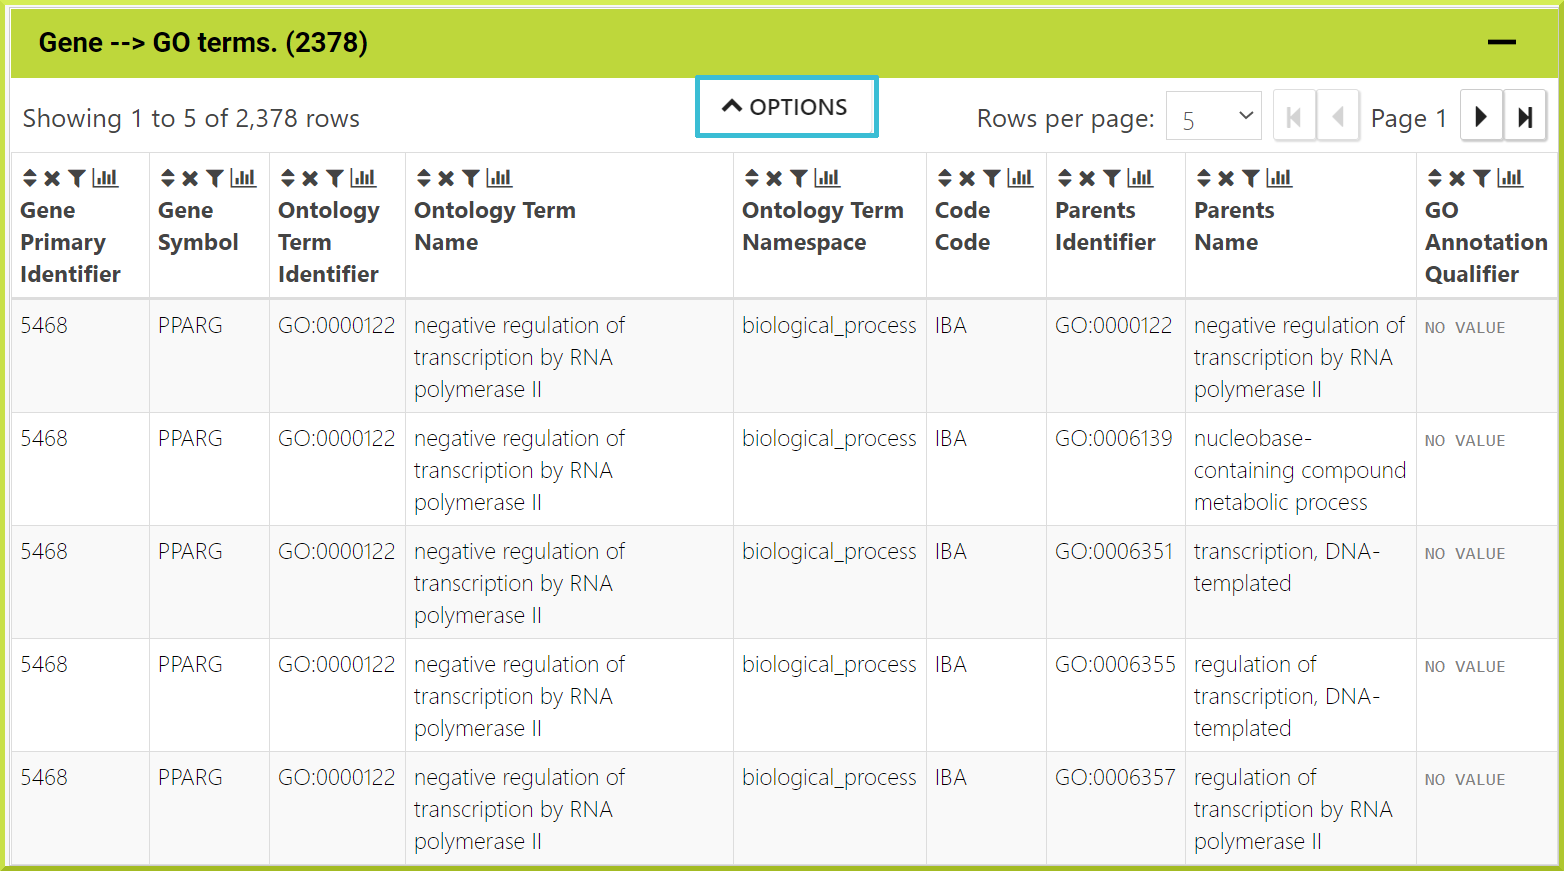 Gene --> GO terms. (2378)
Showing 1 to 5 of 2,378 rows
OPTIONS
Rows per page: 5
Page 1
Gene
Primary
Identifier
Gene
Symbol
Ontology
Term
Identifier
Ontology Term
Name
Ontology Term
Namespace
Code
Code
Parents
Identifier
Parents
Name
GO
Annotation
Qualifier
5468
PPARG
GO:0000122
negative regulation of
transcription by RNA
polymerase II
biological_process
IBA
GO:0000122
negative regulation of
transcription by RNA
polymerase II
NO VALUE
5468
PPARG
GO:0000122
negative regulation of
transcription by RNA
polymerase II
biological_process
IBA
GO:0006139
nucleobase-
containing compound
metabolic process
NO VALUE
5468
PPARG
GO:0000122
negative regulation of
transcription by RNA
polymerase II
biological_process
IBA
GO:0006351
transcription, DNA-
templated
NO VALUE
5468
PPARG
GO:0000122
negative regulation of
transcription by RNA
polymerase II
biological_process
IBA
GO:0006355
regulation of
transcription, DNA-
templated
NO VALUE
5468
PPARG
GO:0000122
negative regulation of
transcription by RNA
polymerase II
biological_process
IBA
GO:0006357
regulation of
transcription by RNA
polymerase II
NO VALUE